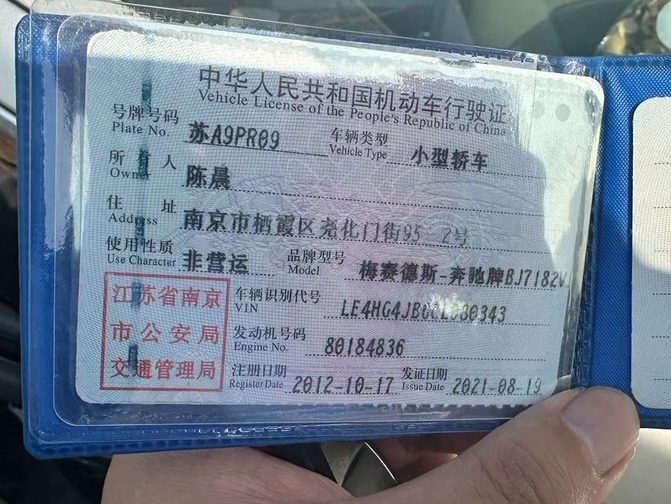 中华人民共和国机动车行驶证
Vehicle License of the People's Republic of China
号牌号码 苏A9PR09 车辆类型 小型轿车
Plate No. Vehicle Type
所有人 陈晨
Owner
住址 南京市栖霞区尧化门街95 2号
Address
使用性质 非营运 品牌型号 梅赛德斯-奔驰牌BJ7182V
Use Character Model
江苏省南京 车辆识别代号
VIN
市公安局 发动机号码 80184836
Engine No.
交通管理局 注册日期 2012-10-17 发证日期 2021-08-19
Register Date Issue Date